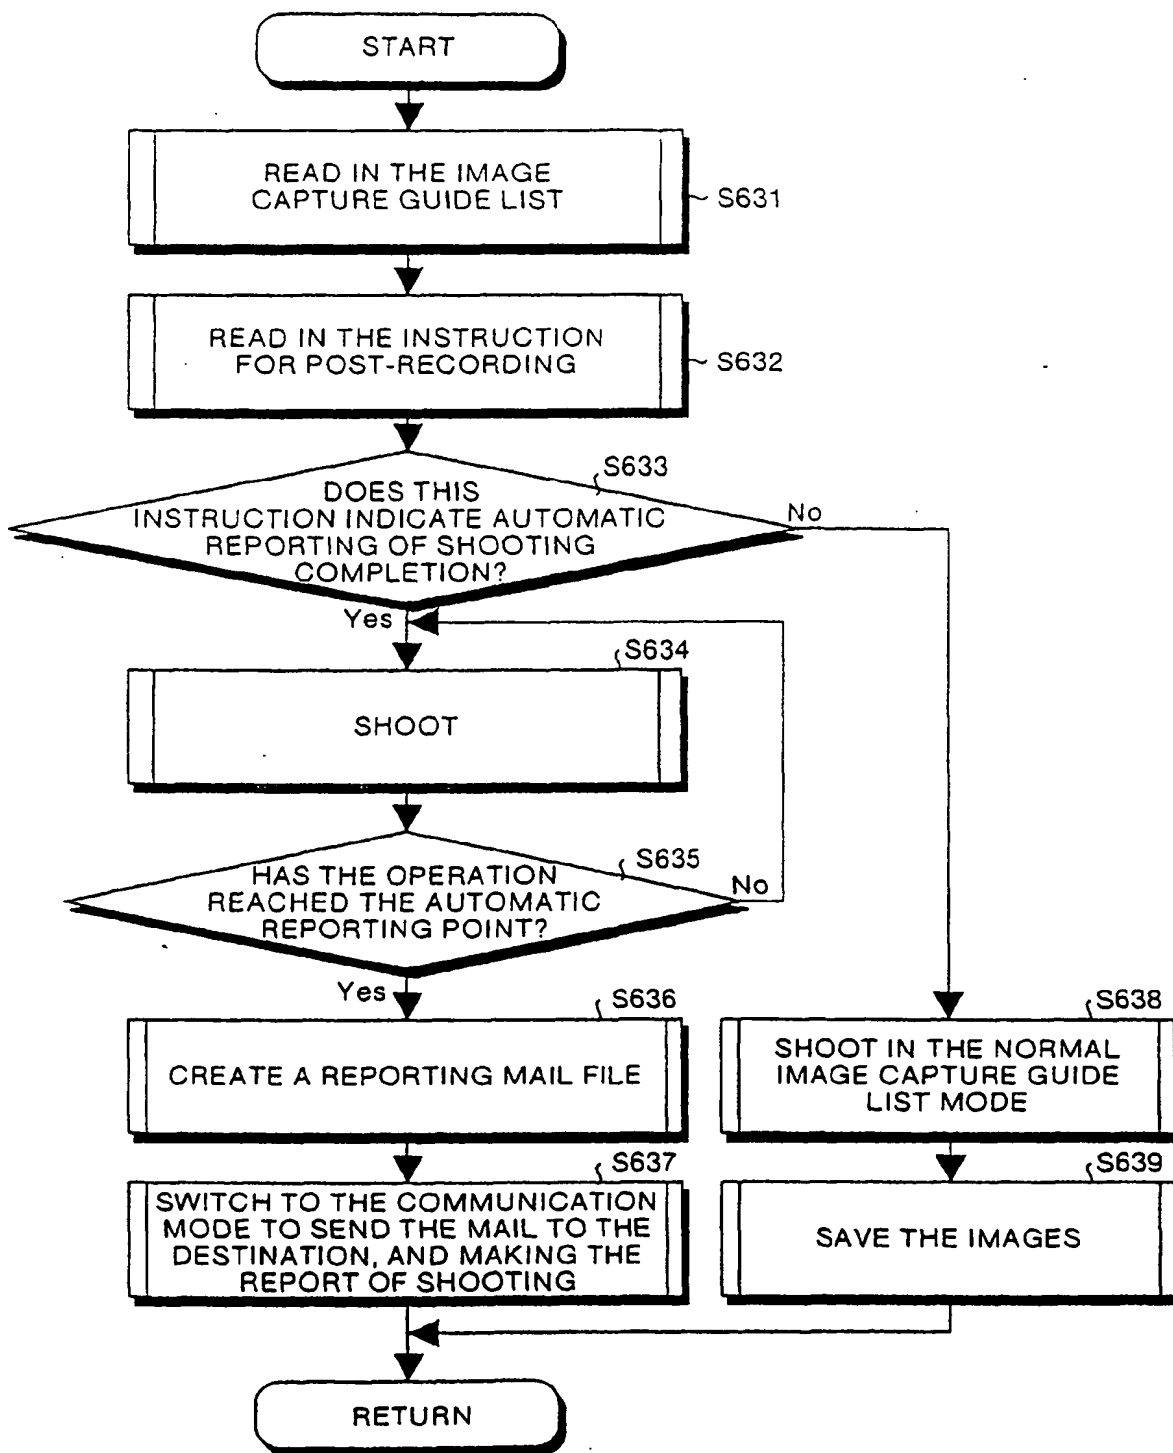 START
READ IN THE IMAGE
CAPTURE GUIDE LIST
S631
READ IN THE INSTRUCTION
FOR POST-RECORDING
S632
S633
DOES THIS
INSTRUCTION INDICATE AUTOMATIC
REPORTING OF SHOOTING
COMPLETION?
No
Yes
S634
SHOOT
S635
HAS THE OPERATION
REACHED THE AUTOMATIC
REPORTING POINT?
No
Yes
S636
CREATE A REPORTING MAIL FILE
S638
SHOOT IN THE NORMAL
IMAGE CAPTURE GUIDE
LIST MODE
S637
SWITCH TO THE COMMUNICATION
MODE TO SEND THE MAIL TO THE
DESTINATION, AND MAKING THE
REPORT OF SHOOTING
S639
SAVE THE IMAGES
RETURN